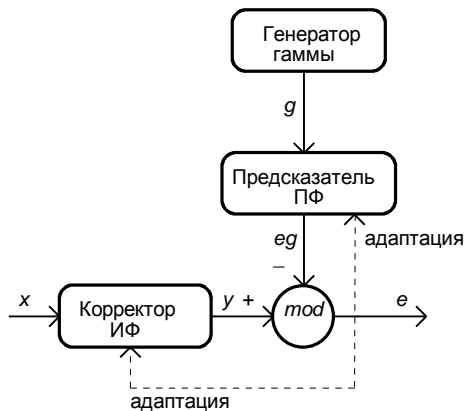 Генератор
гаммы
g
Предсказатель
ПФ
eg
адаптация
–
x
Корректор
ИФ
y +
mod
e
адаптация